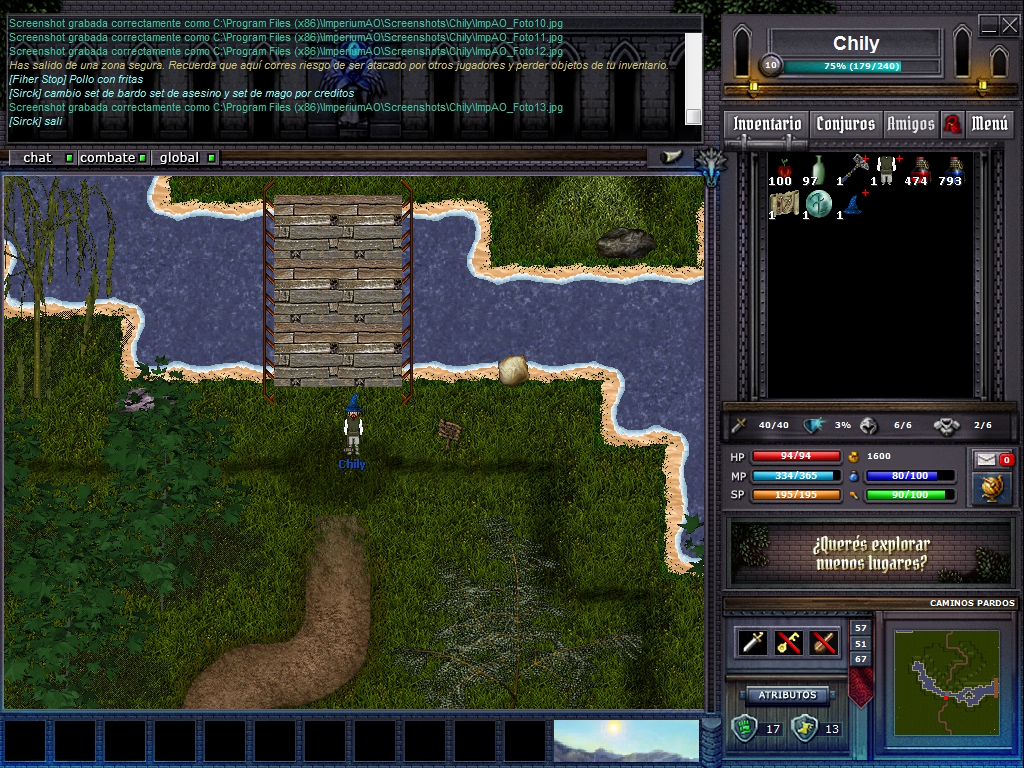 Screenshot grabada correctamente como C:\Program Files (x86)\ImperiumAO\Screenshots\Chily\ImpAO_Foto10.jpg
Screenshot grabada correctamente como C:\Program Files (x86)\ImperiumAO\Screenshots\Chily\ImpAO_Foto11.jpg
Screenshot grabada correctamente como C:\Program Files (x86)\ImperiumAO\Screenshots\Chily\ImpAO_Foto12.jpg
Has salido de una zona segura. Recuerda que aquí corres riesgo de ser atacado por otros jugadores y perder objetos de tu inventario.
[Fiher Stop] Pollo con fritas
[Sirck] cambio set de bardo set de asesino y set de mago por creditos
Screenshot grabada correctamente como C:\Program Files (x86)\ImperiumAO\Screenshots\Chily\ImpAO_Foto13.jpg
[Sirck] sali
chat combate global
Chily
10
75% (179/240)
Inventario Conjuros Amigos Menú
100 97 1 1 474 793
1 1 1
Chily
40/40 3% 6/6 2/6
HP 94/94 1600
0
MP 334/365 80/100
SP 195/195 90/100
¿Querés explorar
nuevos lugares?
CAMINOS PARDOS
57
51
67
ATRIBUTOS
17 13